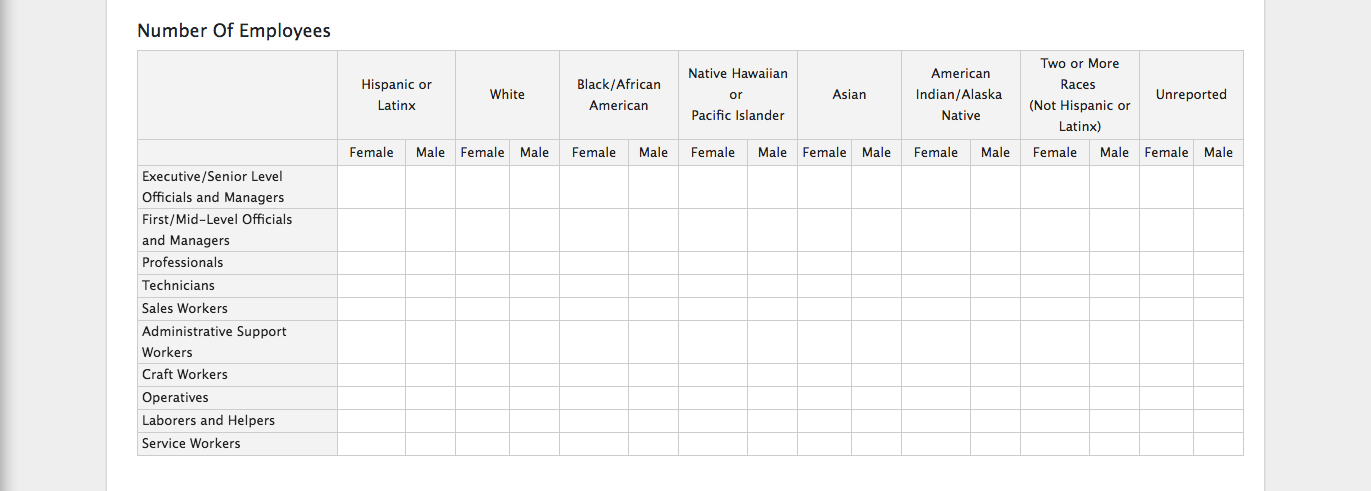 Number Of Employees
Hispanic or
Latinx
White
Black/African
American
Native Hawaiian
or
Pacific Islander
Asian
American
Indian/Alaska
Native
Two or More
Races
(Not Hispanic or
Latinx)
Unreported
Female Male Female Male Female Male Female Male Female Male Female Male Female Male Female Male
Executive/Senior Level
Officials and Managers
First/Mid-Level Officials
and Managers
Professionals
Technicians
Sales Workers
Administrative Support
Workers
Craft Workers
Operatives
Laborers and Helpers
Service Workers